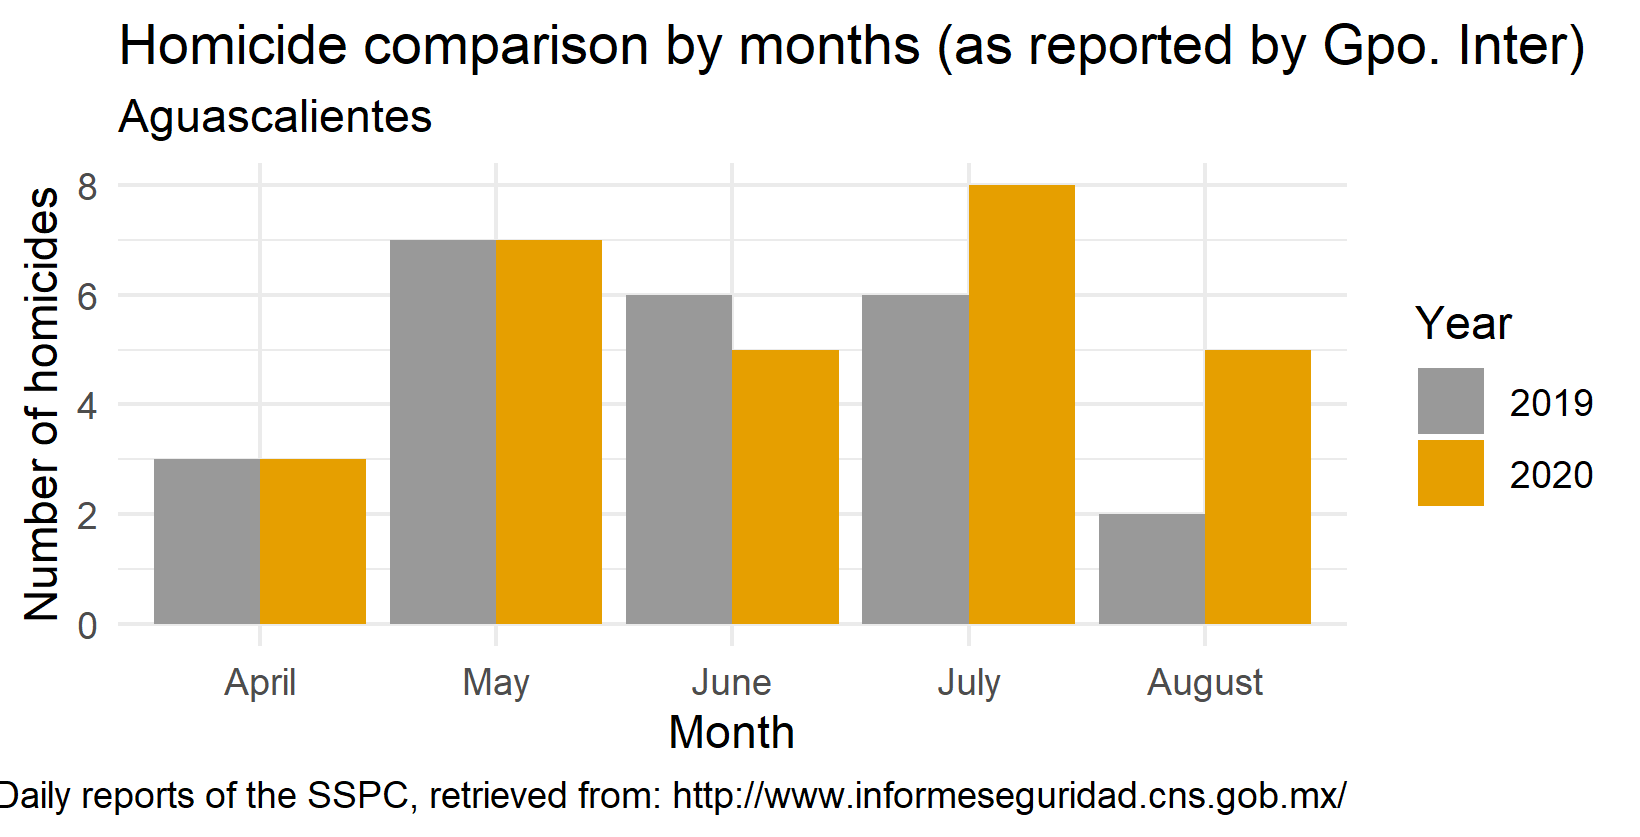 Homicide comparison by months (as reported by Gpo. Inter)
Aguascalientes
Number of homicides
8
6
4
2
0
April May June July August
Month
Year
2019
2020
Daily reports of the SSPC, retrieved from: http://www.informeseguridad.cns.gob.mx/